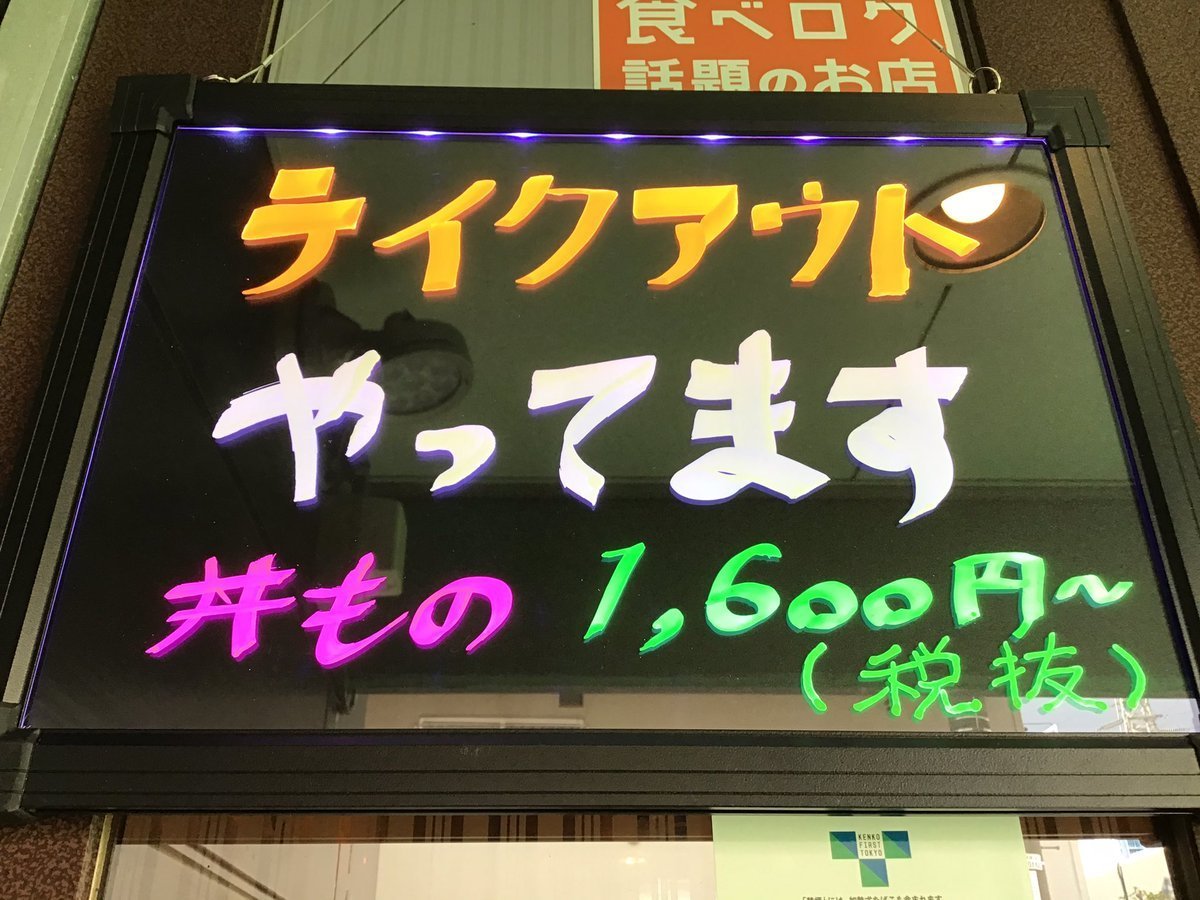 食べログ
話題のお店
テイクアウト
やってます
丼もの 1,600円~
(税抜)
KENKO
FIRST
TOKYO